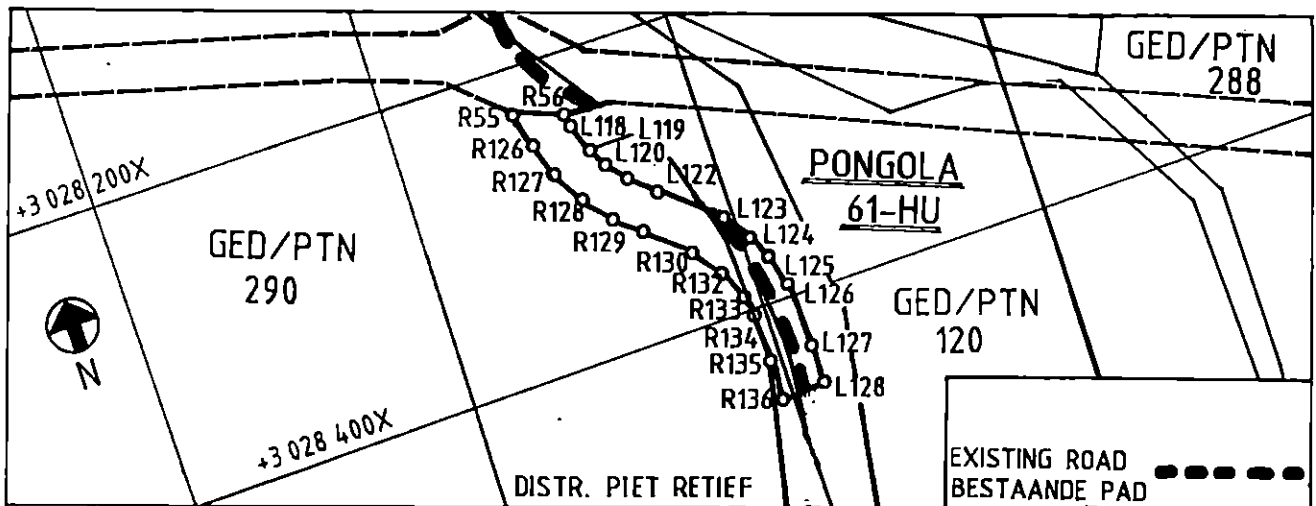 GED/PTN
288
R56
R55
L118
L119
R126
L120
R127
L122
PONGOLA
61-HU
+3 028 200X
R128
L123
R129
L124
GED/PTN
290
R130
L125
R132
L126
GED/PTN
120
R133
R134
L127
R135
L128
R136
N
+3 028 400X
DISTR. PIET RETIEF
EXISTING ROAD
BESTAANDE PAD